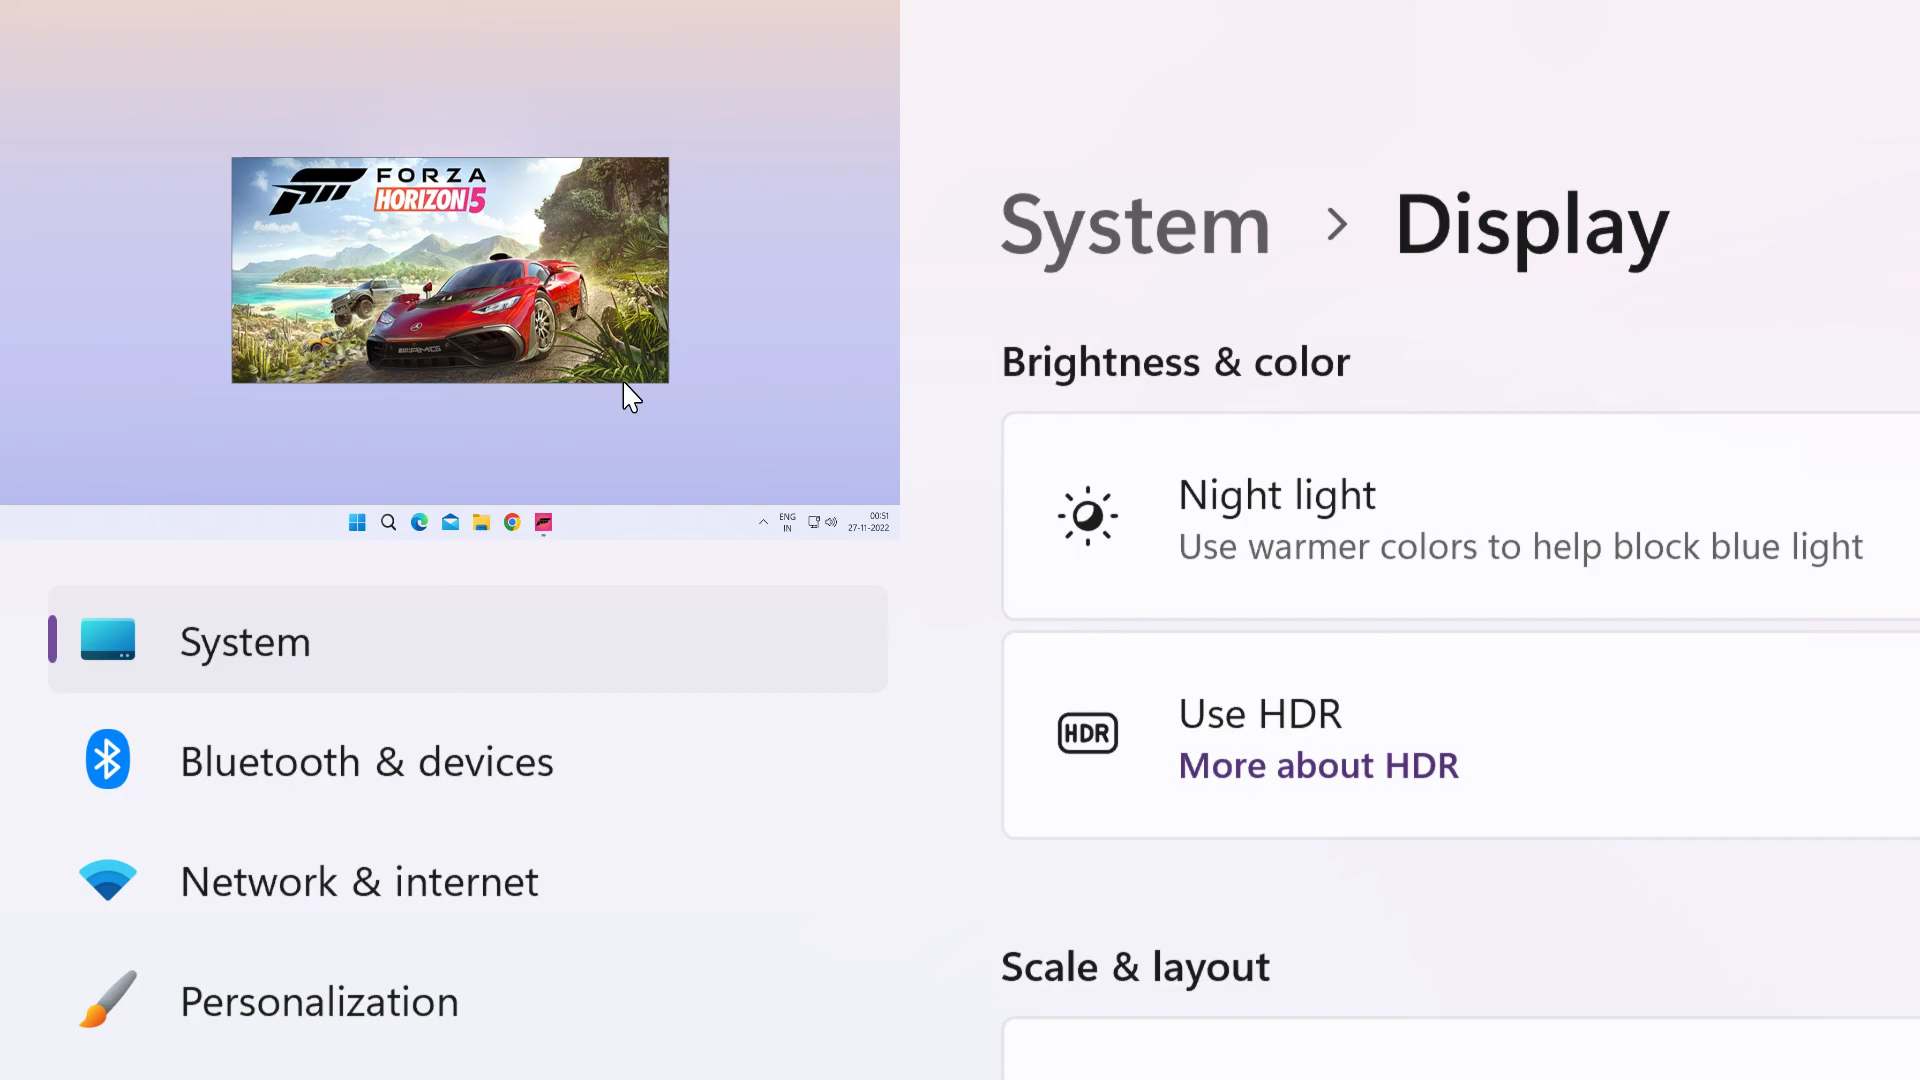 FORZA
HORIZON 5
ENG
IN
00:51
27-11-2022
System
Bluetooth & devices
Network & internet
Personalization
System > Display
Brightness & color
Night light
Use warmer colors to help block blue light
HDR
Use HDR
More about HDR
Scale & layout